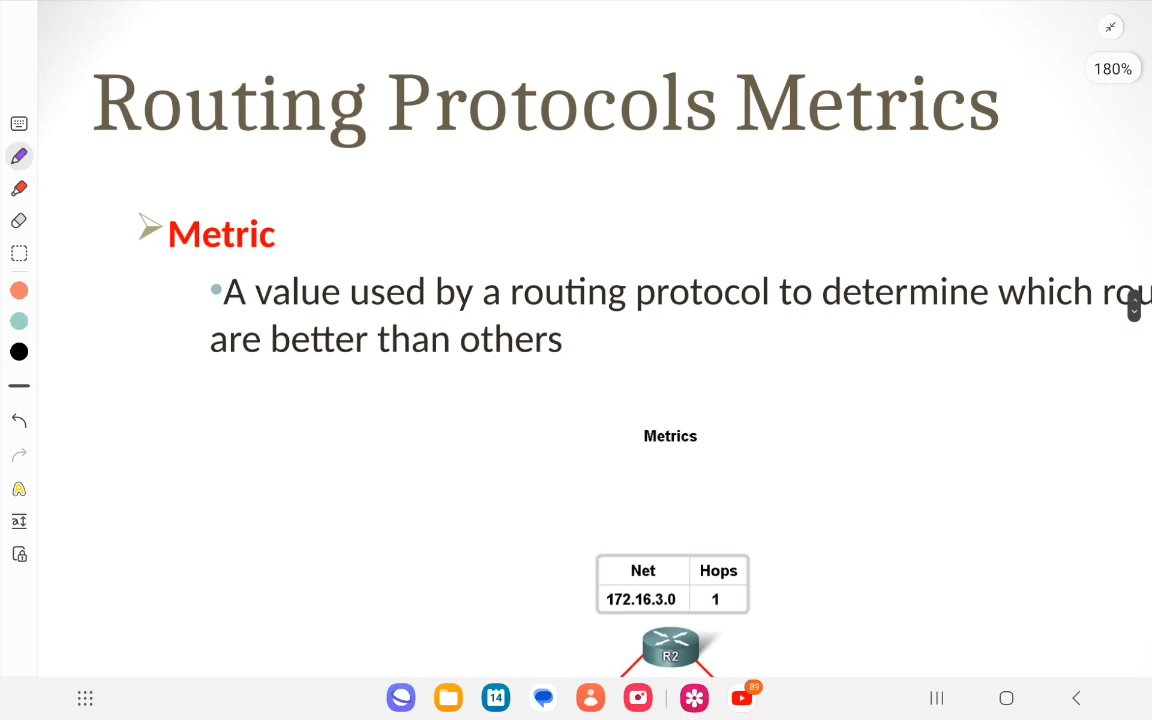 180%
Routing Protocols Metrics
Metric
A value used by a routing protocol to determine which
are better than others
Metrics
Net Hops
172.16.3.0 1
R2
14
89